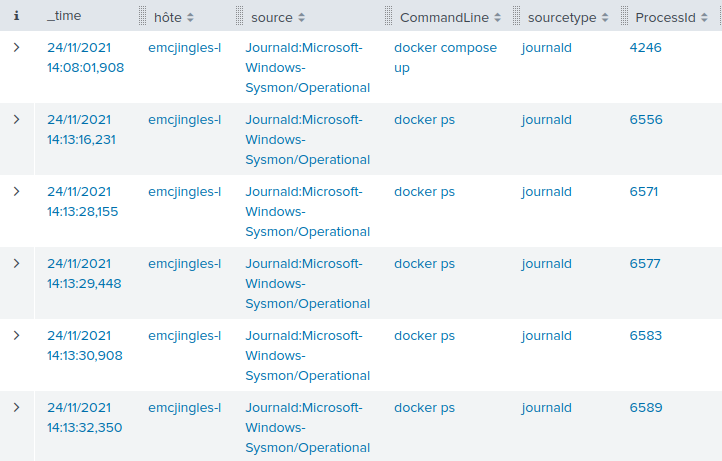 i _time hôte source CommandLine sourcetype ProcessId
24/11/2021 emcjingles-l Journald:Microsoft- docker compose journald 4246
14:08:01,908 Windows- up
Sysmon/Operational
24/11/2021 emcjingles-l Journald:Microsoft- docker ps journald 6556
14:13:16,231 Windows-
Sysmon/Operational
24/11/2021 emcjingles-l Journald:Microsoft- docker ps journald 6571
14:13:28,155 Windows-
Sysmon/Operational
24/11/2021 emcjingles-l Journald:Microsoft- docker ps journald 6577
14:13:29,448 Windows-
Sysmon/Operational
24/11/2021 emcjingles-l Journald:Microsoft- docker ps journald 6583
14:13:30,908 Windows-
Sysmon/Operational
24/11/2021 emcjingles-l Journald:Microsoft- docker ps journald 6589
14:13:32,350 Windows-
Sysmon/Operational